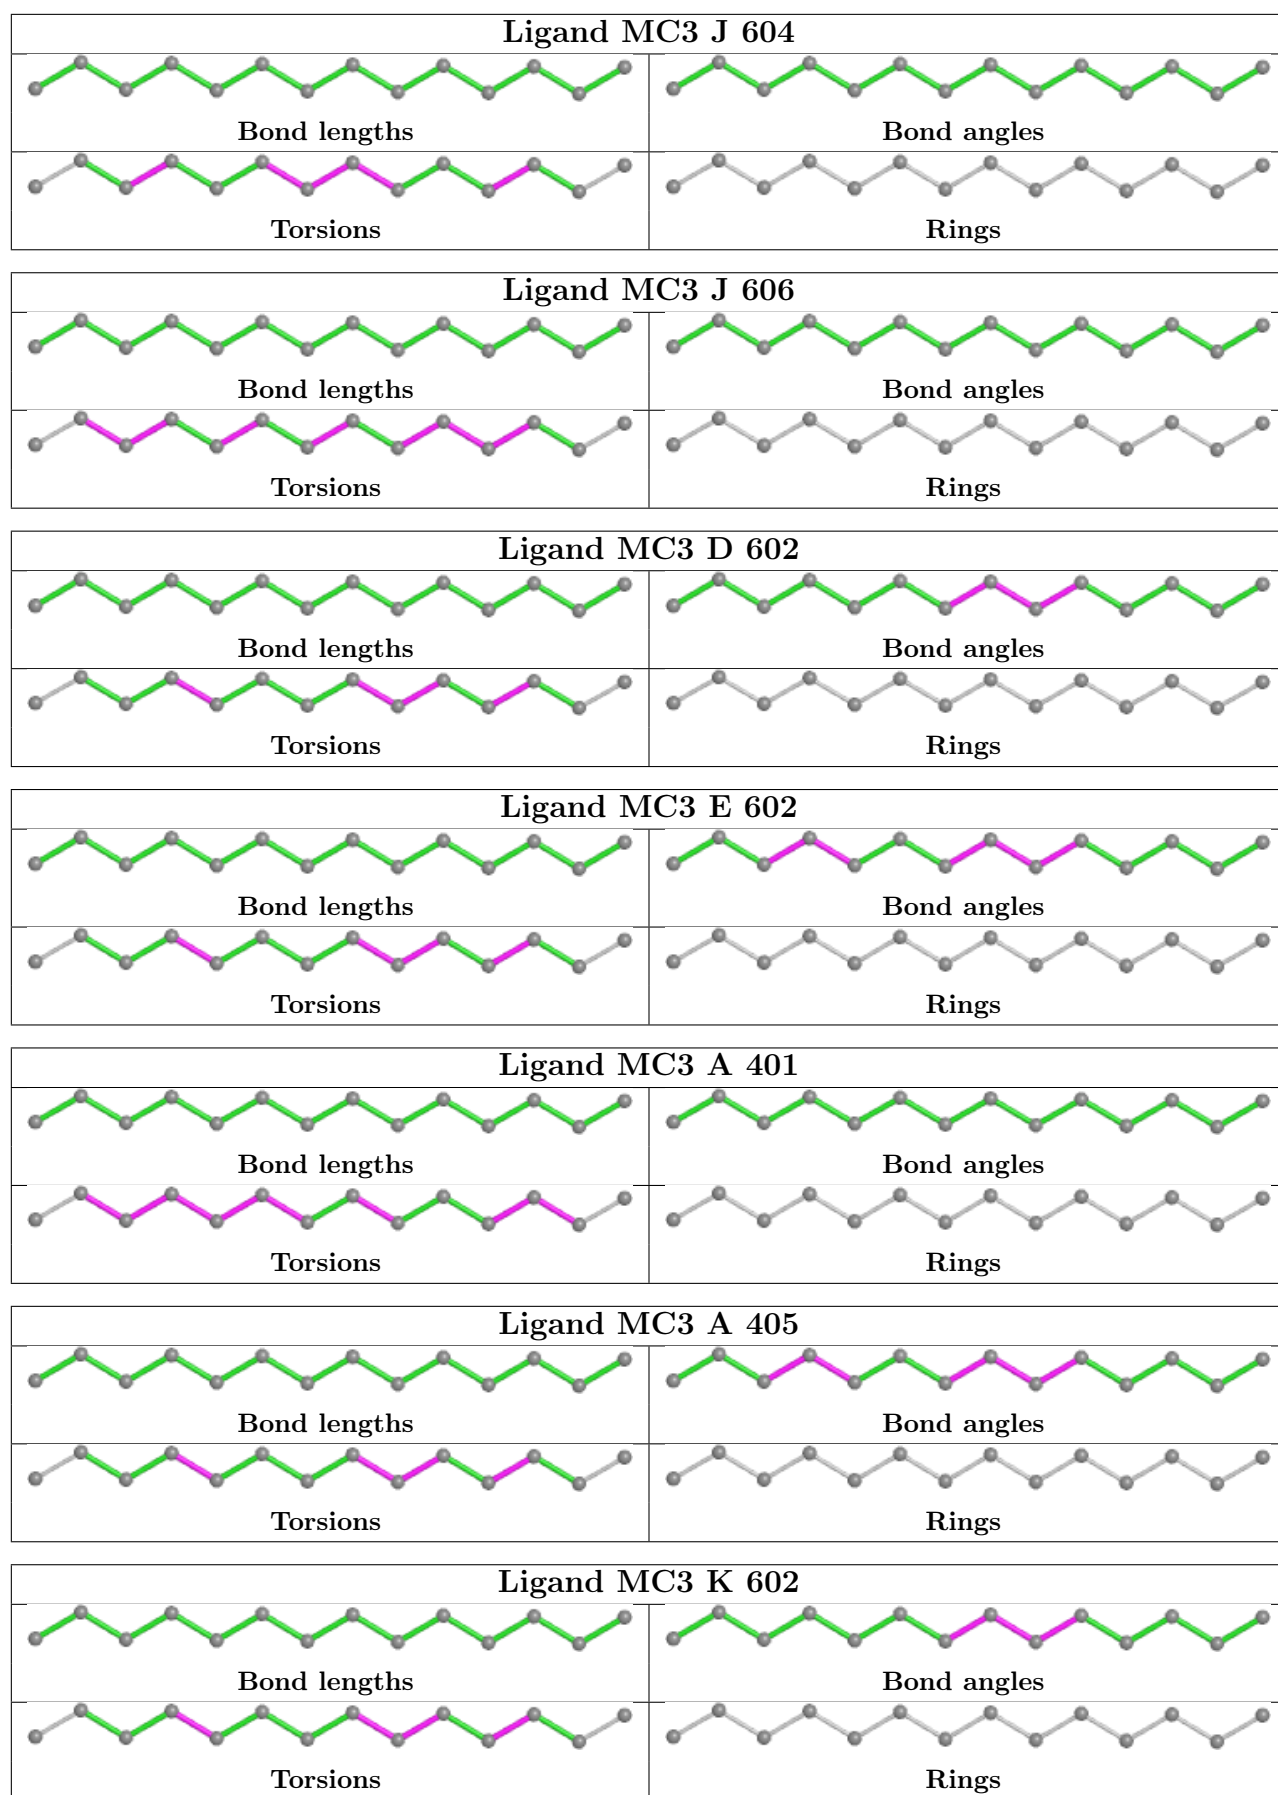 Ligand MC3 J 604
Bond lengths Bond angles
Torsions Rings
Ligand MC3 J 606
Bond lengths Bond angles
Torsions Rings
Ligand MC3 D 602
Bond lengths Bond angles
Torsions Rings
Ligand MC3 E 602
Bond lengths Bond angles
Torsions Rings
Ligand MC3 A 401
Bond lengths Bond angles
Torsions Rings
Ligand MC3 A 405
Bond lengths Bond angles
Torsions Rings
Ligand MC3 K 602
Bond lengths Bond angles
Torsions Rings